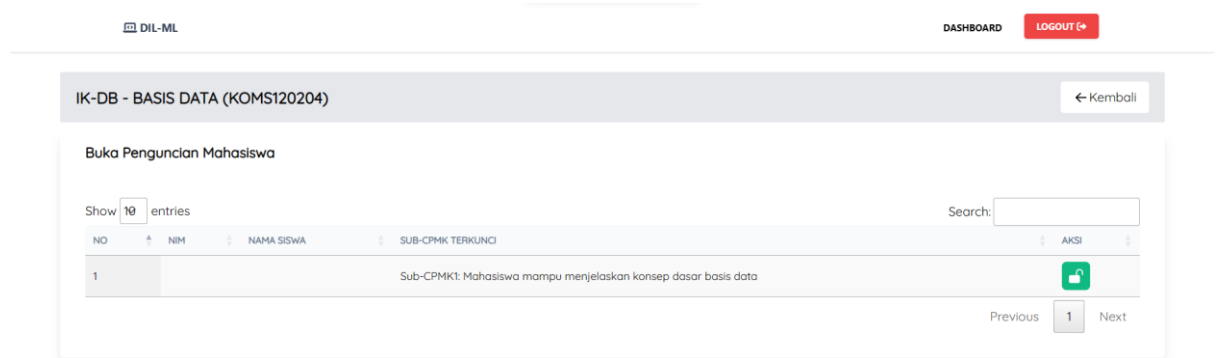 DIL-ML DASHBOARD LOGOUT
IK-DB - BASIS DATA (KOMS120204) Kembali
Buka Penguncian Mahasiswa
Show 10 entries Search:
NO NIM NAMA SISWA SUB-CPMK TERKUNCI AKSI
1 Sub-CPMK1: Mahasiswa mampu menjelaskan konsep dasar basis data
Previous 1 Next